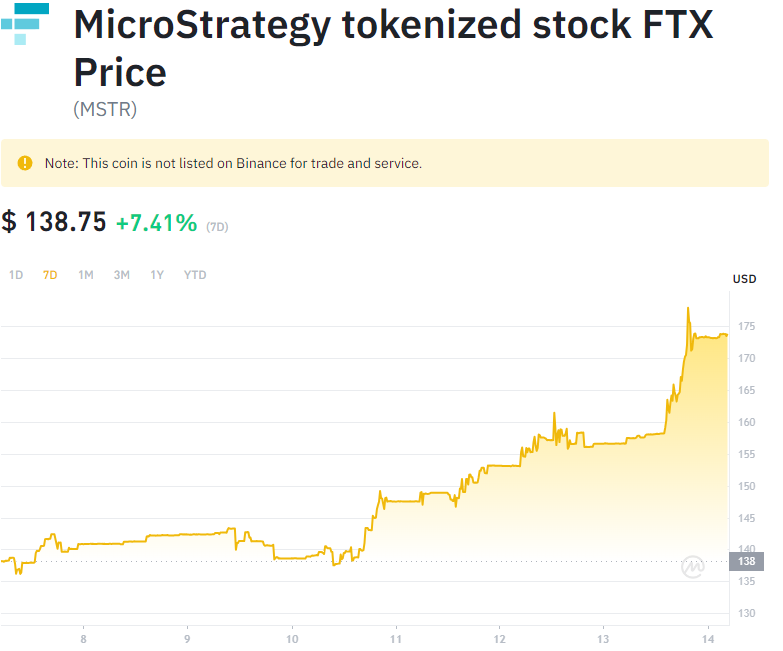 MicroStrategy tokenized stock FTX
Price
(MSTR)
Note: This coin is not listed on Binance for trade and service.
$ 138.75 +7.41% (7D)
1D 7D 1M 3M 1Y YTD
USD
175
170
165
160
155
150
145
140
138
135
130
8 9 10 11 12 13 14